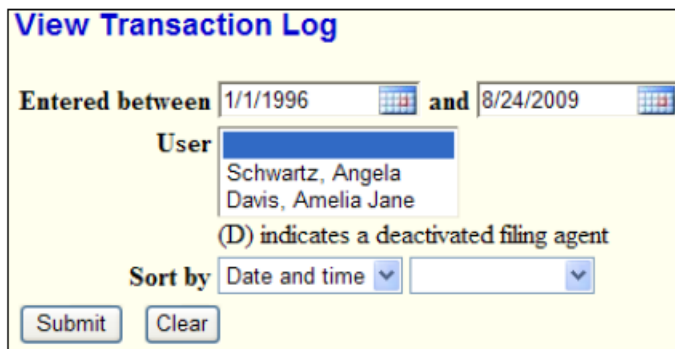 View Transaction Log
Entered between 1/1/1996 and 8/24/2009
User
Schwartz, Angela
Davis, Amelia Jane
(D) indicates a deactivated filing agent
Sort by Date and time
Submit Clear